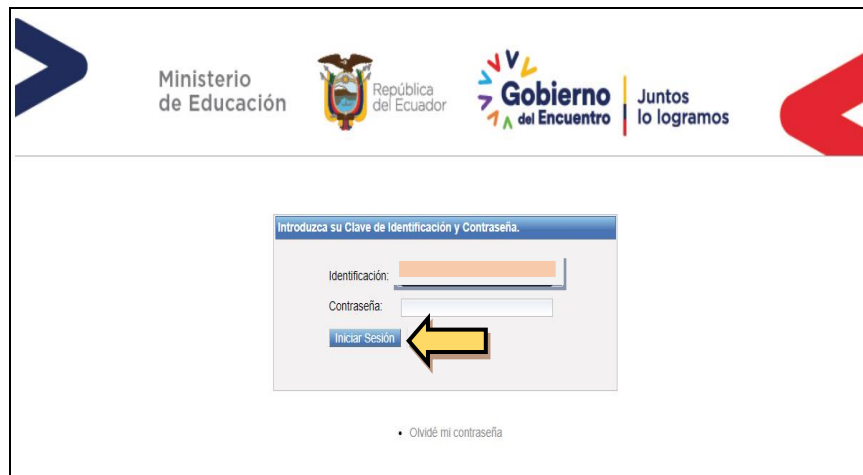 Ministerio
de Educación
República
del Ecuador
Gobierno
del Encuentro
Juntos
lo logramos
Introduzca su Clave de Identificación y Contraseña.
Identificación:
Contraseña:
Iniciar Sesión
• Olvidé mi contraseña